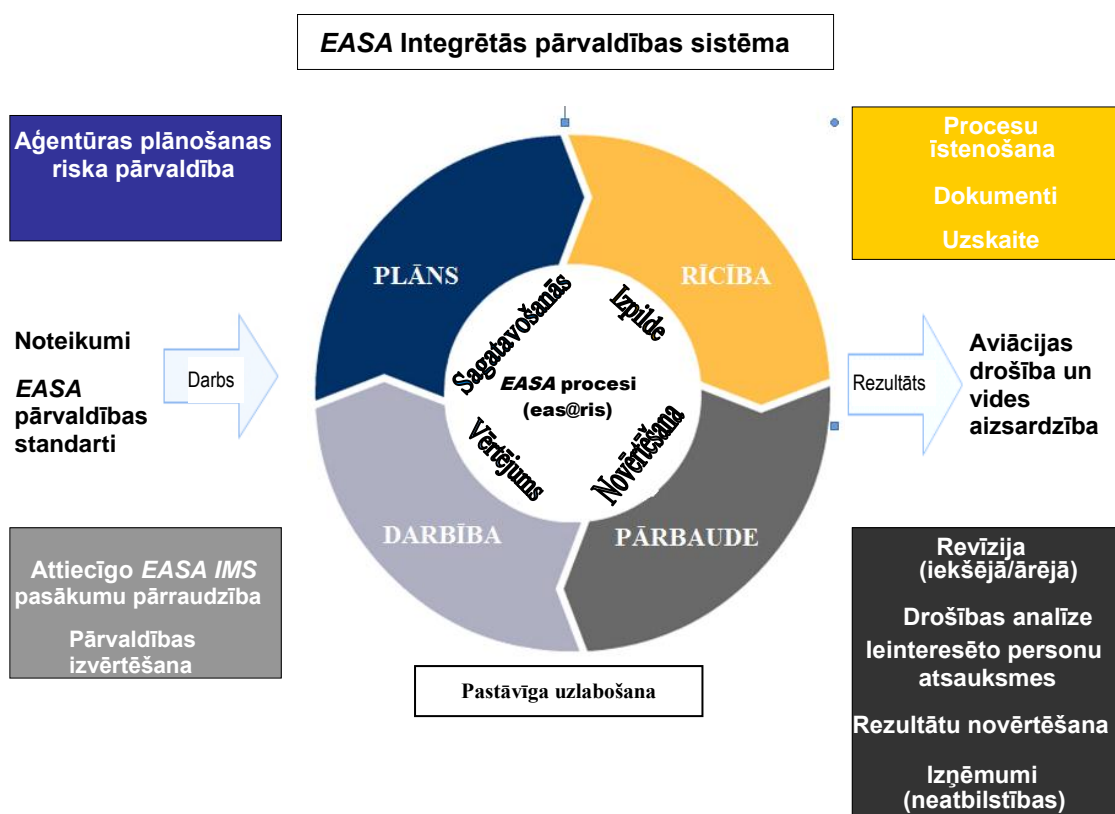 EASA Integrētās pārvaldības sistēma
Aģentūras plānošanas
riska pārvaldība
Procesu
īstenošana
Dokumenti
Uzskaite
PLĀNS
RĪCĪBA
Sagatavošanās
Izpilde
Noteikumi
EASA
pārvaldības
standarti
Darbs
EASA procesi
(eas@ris)
Rezultāts
Aviācijas
drošība un
vides
aizsardzība
Vērtējums
Novērtēšana
DARBĪBA
PĀRBAUDE
Attiecīgo EASA IMS
pasākumu pārraudzība
Pārvaldības
izvērtēšana
Pastāvīga uzlabošana
Revīzija
(iekšējā/ārējā)
Drošības analīze
Ieinteresēto personu
atsauksmes
Rezultātu novērtēšana
Izņēmumi
(neatbilstības)